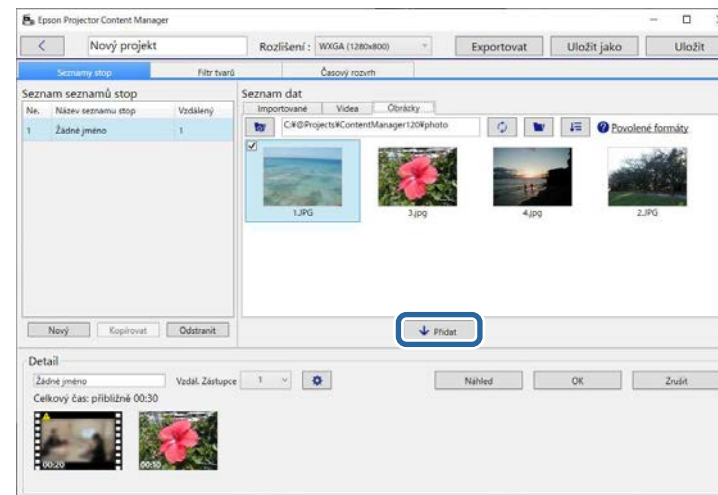 Epson Projector Content Manager
Nový projekt Rozlišení : WXGA (1280x800) Exportovat Uložit jako Uložit
Seznamy stop Filtr tvarů Časový rozvrh
Seznam seznamů stop Seznam dat
Ne. Název seznamu stop Vzdálený Importované Videa Obrázky
1 Žádné jméno 1 C:¥@Projects¥ContentManager120¥photo Povolené formáty
1.JPG 3.jpg 4.jpg 2.JPG
Nový Kopírovat Odstranit Přidat
Detail
Žádné jméno Vzdál. Zástupce 1 Náhled OK Zrušit
Celkový čas: přibližně 00:30
00:20 00:10